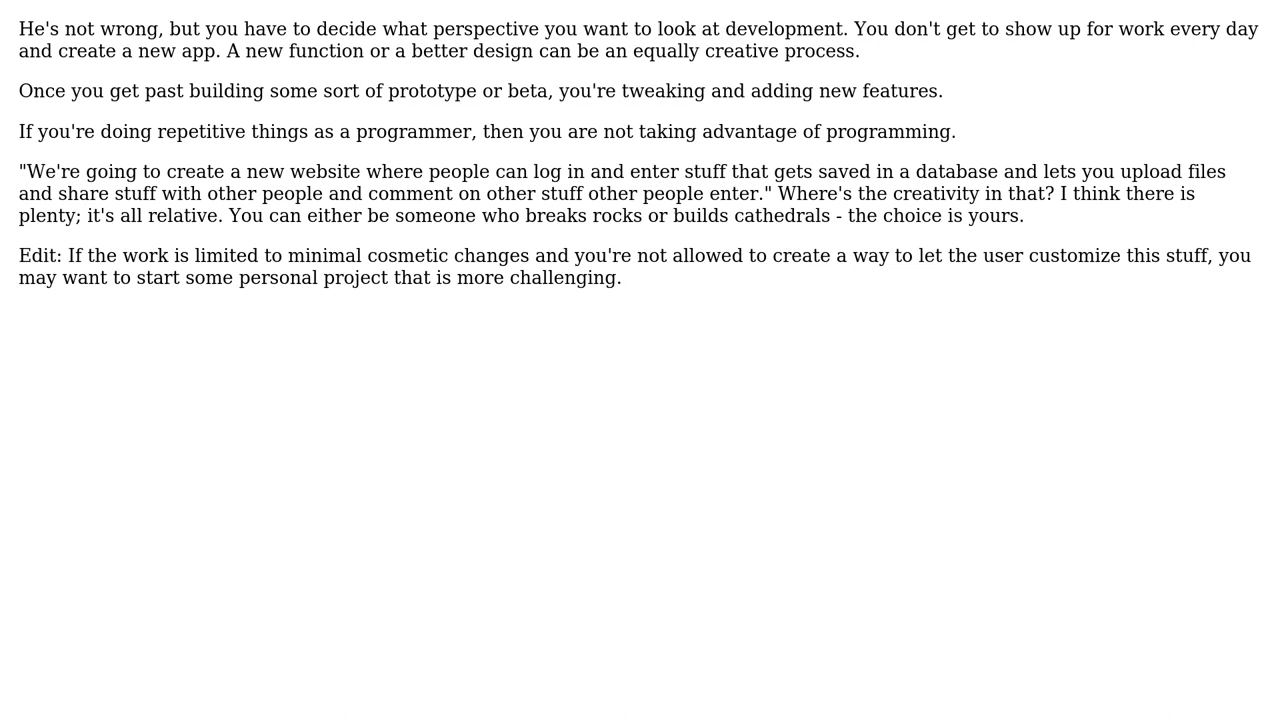 He's not wrong, but you have to decide what perspective you want to look at development. You don't get to show up for work every day
and create a new app. A new function or a better design can be an equally creative process.
Once you get past building some sort of prototype or beta, you're tweaking and adding new features.
If you're doing repetitive things as a programmer, then you are not taking advantage of programming.
"We're going to create a new website where people can log in and enter stuff that gets saved in a database and lets you upload files
and share stuff with other people and comment on other stuff other people enter." Where's the creativity in that? I think there is
plenty; it's all relative. You can either be someone who breaks rocks or builds cathedrals - the choice is yours.
Edit: If the work is limited to minimal cosmetic changes and you're not allowed to create a way to let the user customize this stuff, you
may want to start some personal project that is more challenging.